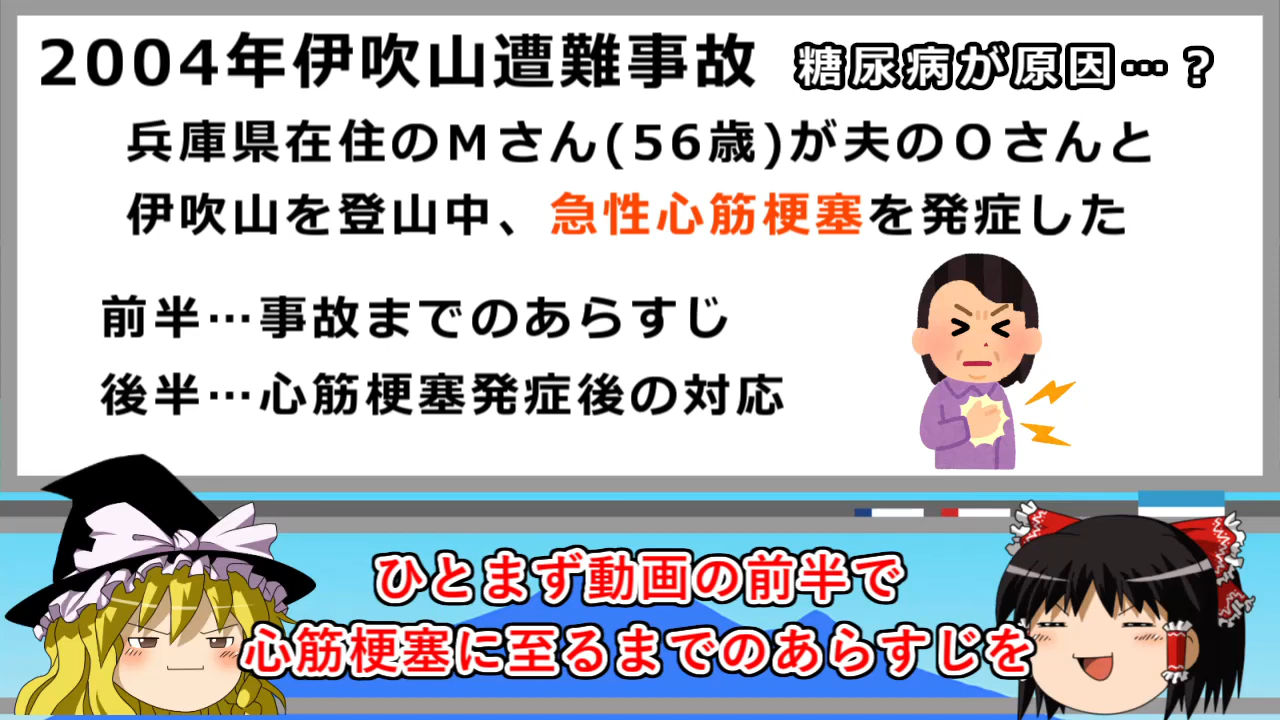 2004年伊吹山遭難事故 糖尿病が原因…？
兵庫県在住のＭさん(56歳)が夫のＯさんと
伊吹山を登山中、急性心筋梗塞を発症した
前半…事故までのあらすじ
後半…心筋梗塞発症後の対応
ひとまず動画の前半で
心筋梗塞に至るまでのあらすじを